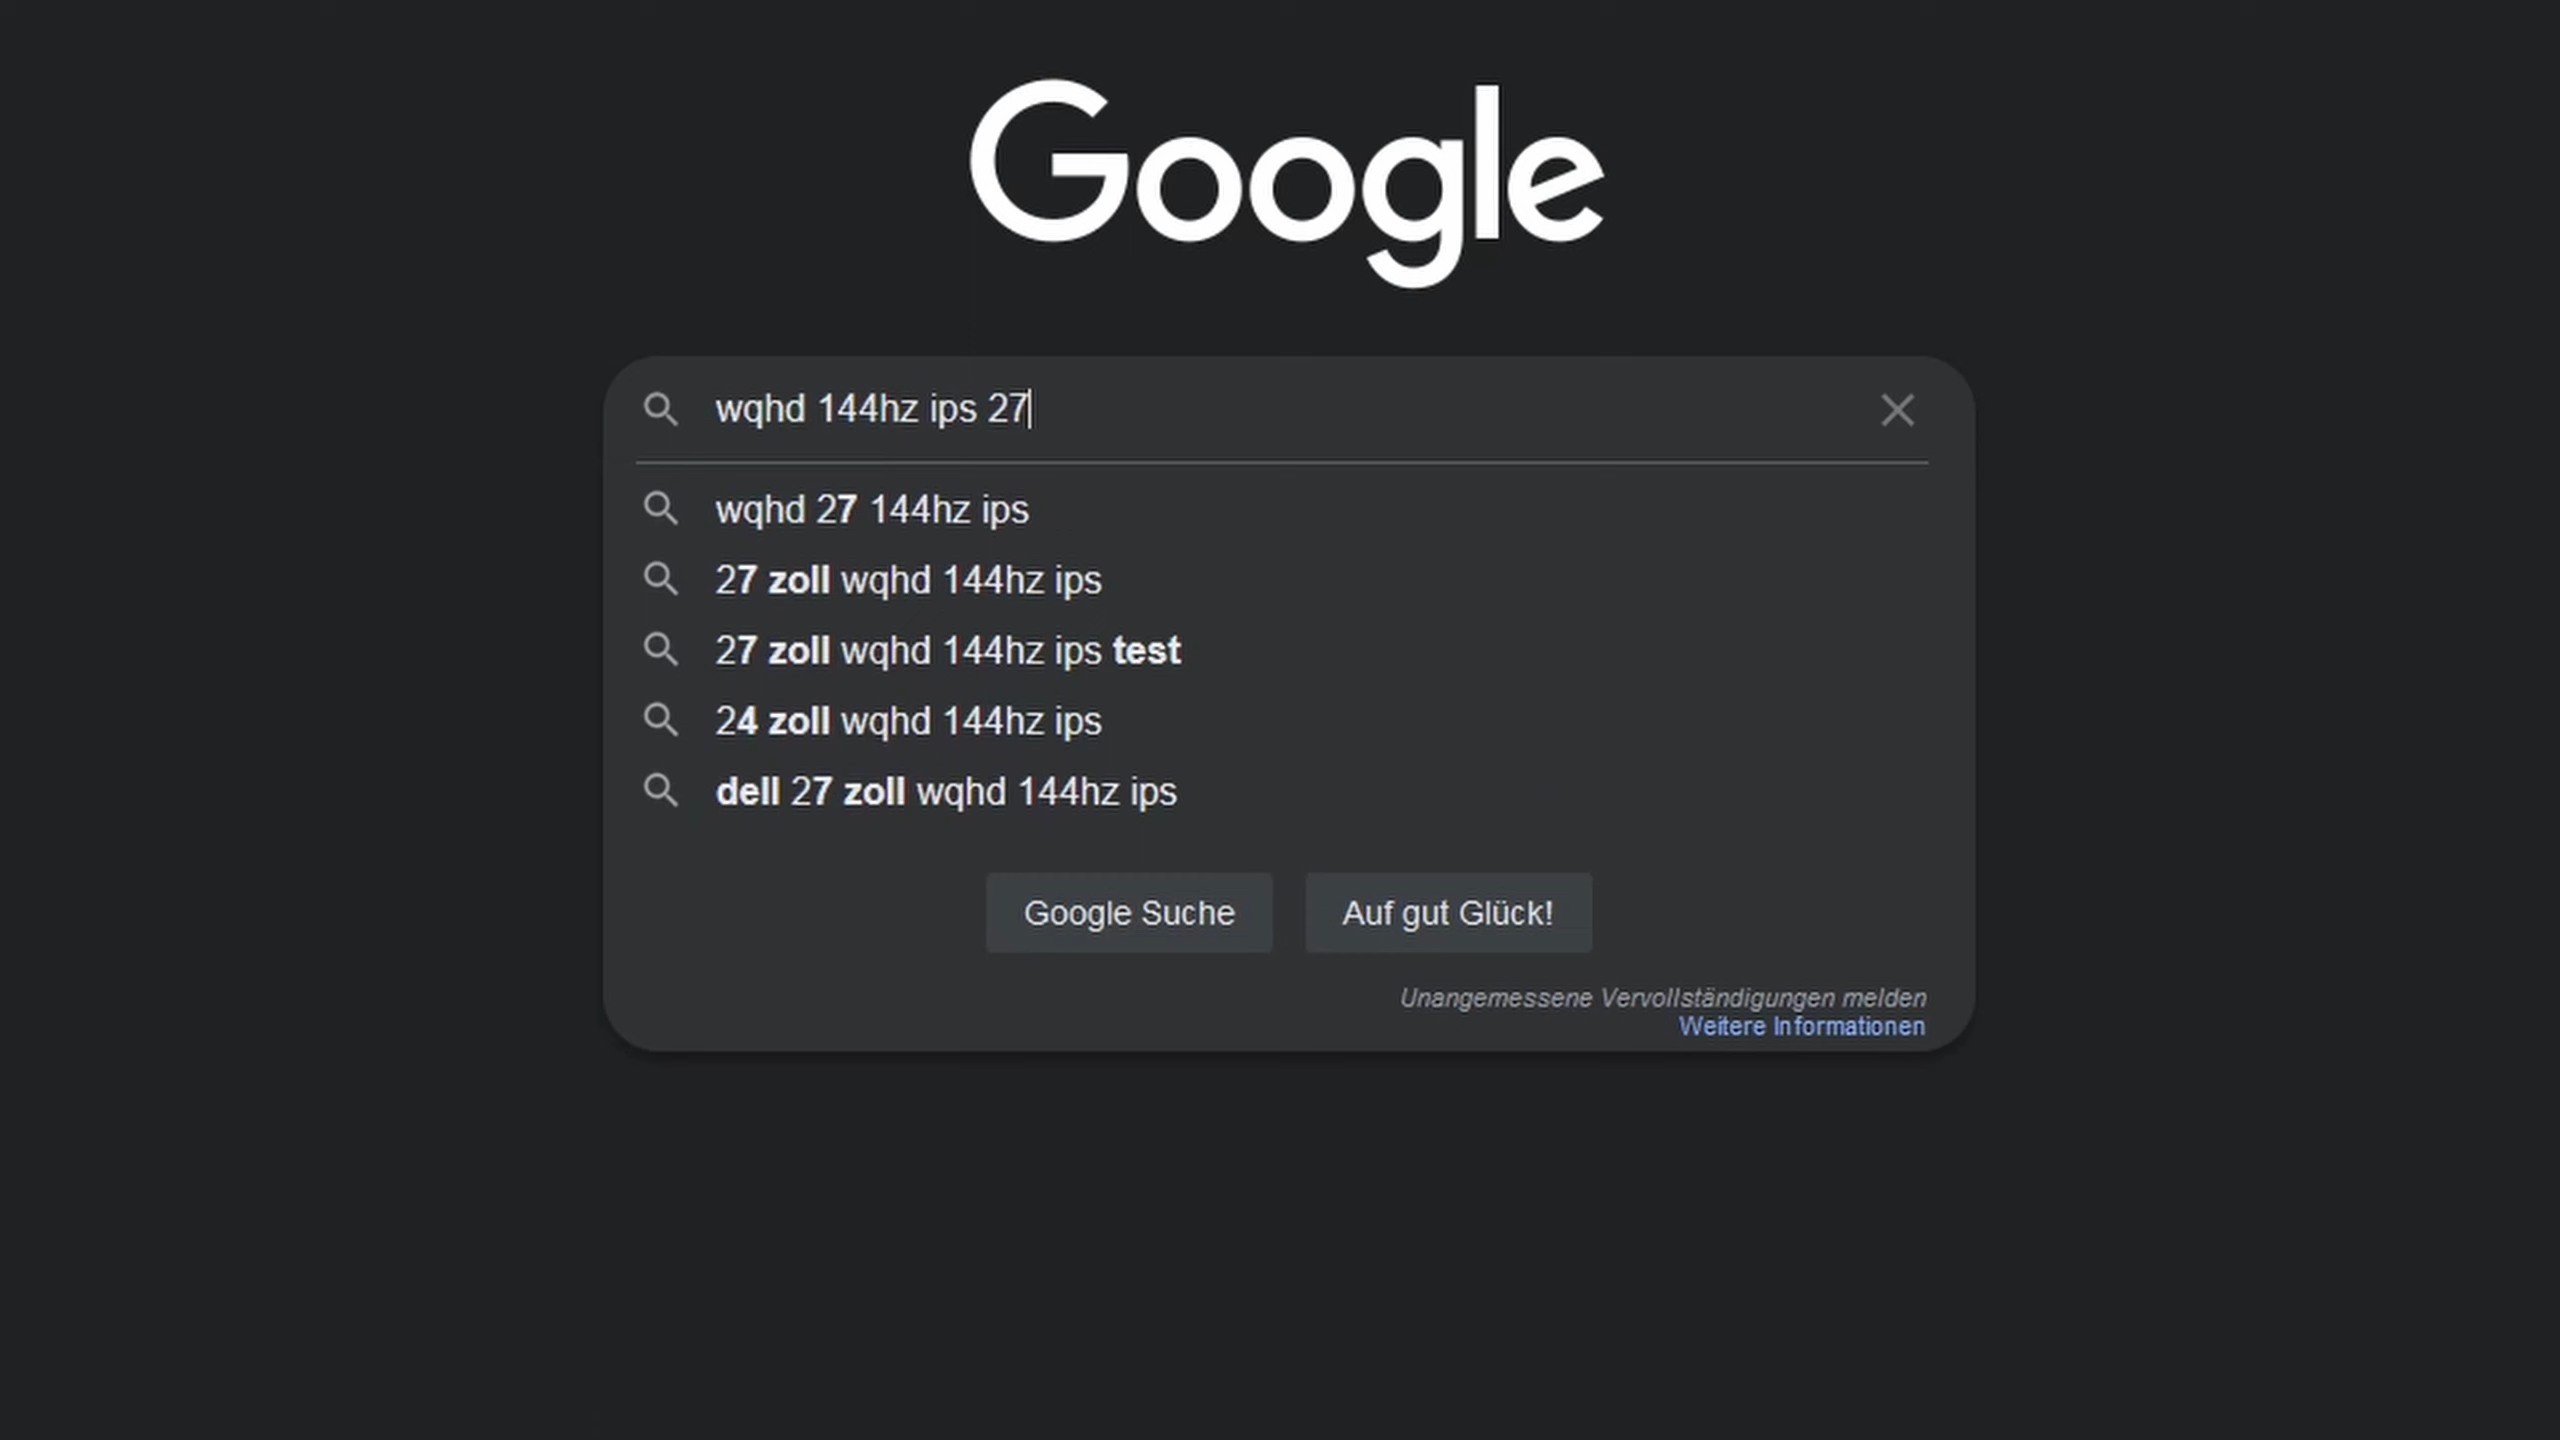 Google
wqhd 144hz ips 27
wqhd 27 144hz ips
27 zoll wqhd 144hz ips
27 zoll wqhd 144hz ips test
24 zoll wqhd 144hz ips
dell 27 zoll wqhd 144hz ips
Google Suche
Auf gut Glück!
Unangemessene Vervollständigungen melden
Weitere Informationen